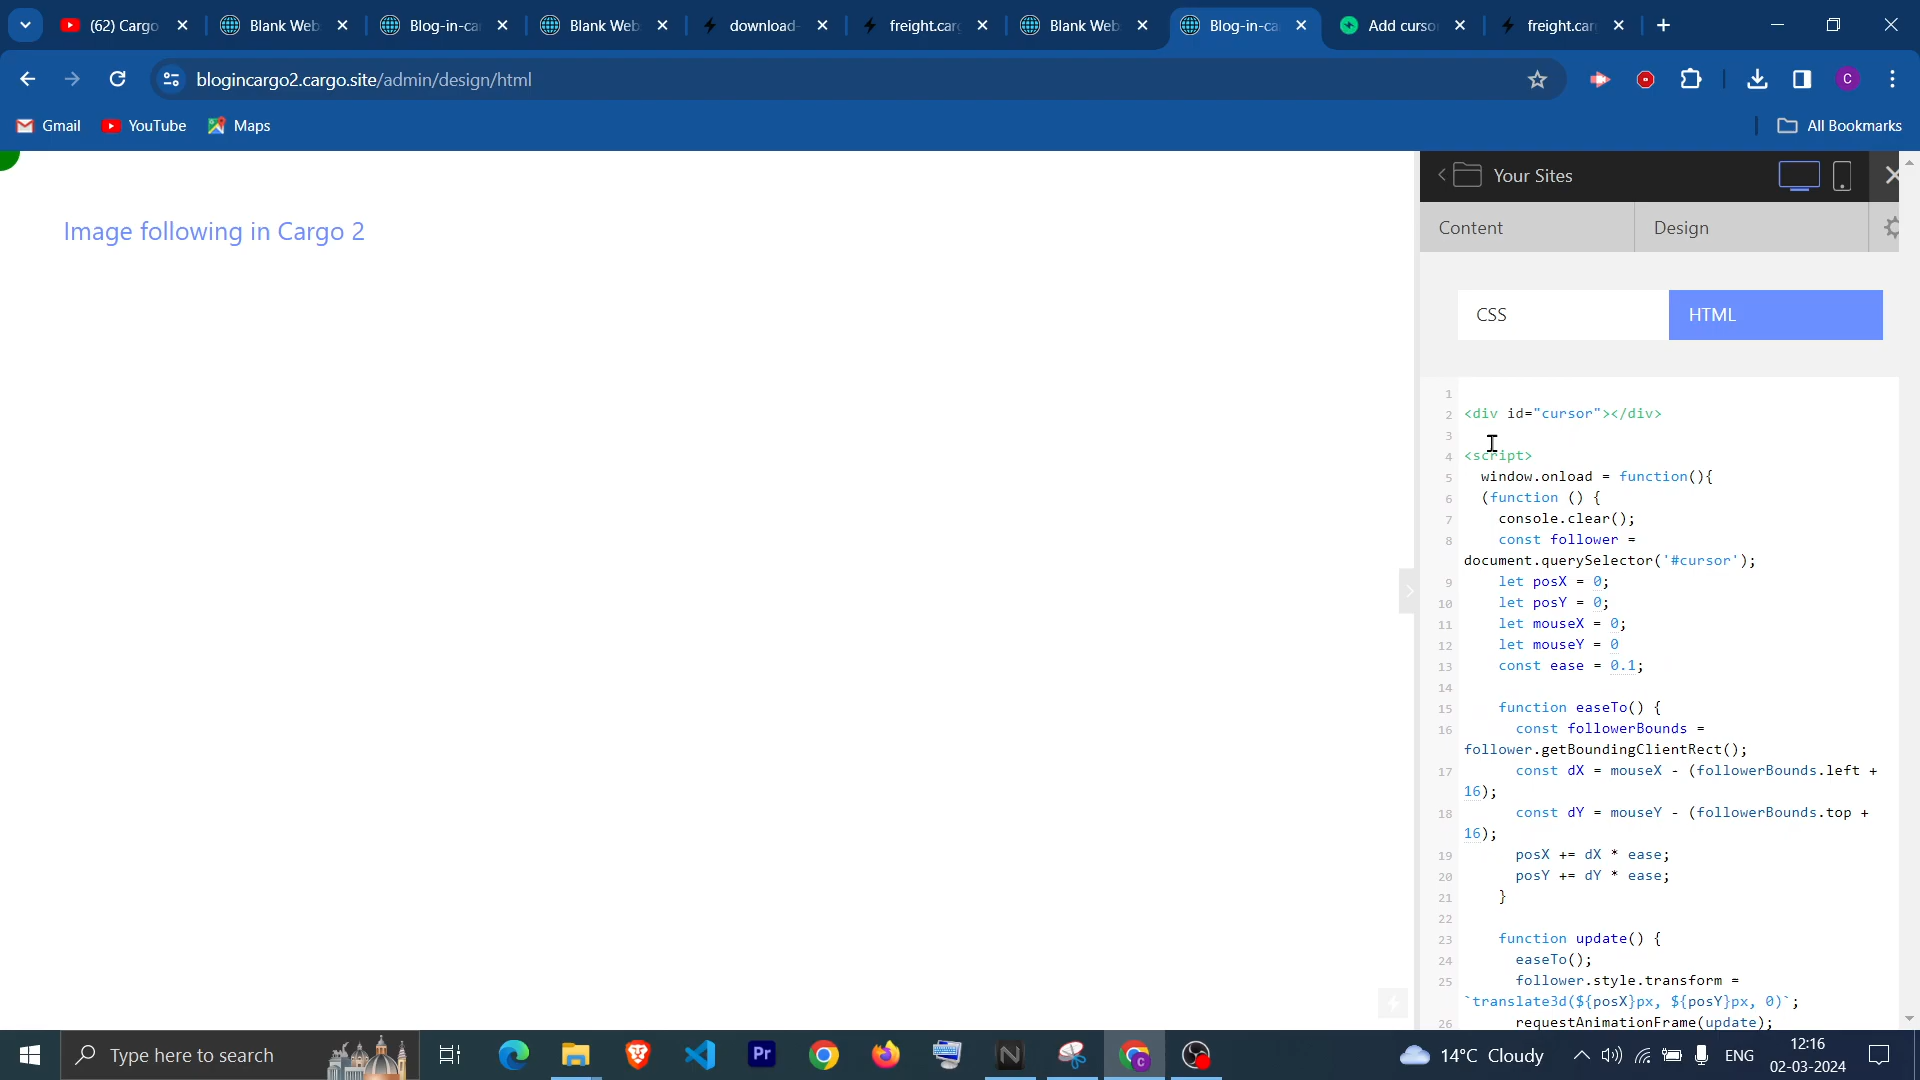 (62) Cargo
Blank Web
Blog-in-ca
Blank Web
download-
freight.car
Blank Web
Blog-in-ca
Add curso
freight.car
blogincargo2.cargo.site/admin/design/html
C
Gmail
YouTube
Maps
All Bookmarks
Image following in Cargo 2
Your Sites
Content
Design
CSS
HTML
1
2 <div id="cursor"></div>
3
4 <script>
5 window.onload = function(){
6 (function () {
7 console.clear();
8 const follower =
document.querySelector('#cursor');
9 let posX = 0;
10 let posY = 0;
11 let mouseX = 0;
12 let mouseY = 0
13 const ease = 0.1;
14
15 function easeTo() {
16 const followerBounds =
follower.getBoundingClientRect();
17 const dX = mouseX - (followerBounds.left +
16);
18 const dY = mouseY - (followerBounds.top +
16);
19 posX += dX * ease;
20 posY += dY * ease;
21 }
22
23 function update() {
24 easeTo();
25 follower.style.transform =
`translate3d(${posX}px, ${posY}px, 0)`;
26 requestAnimationFrame(update);
Type here to search
Pr
N
C
14°C Cloudy
ENG
12:16
02-03-2024